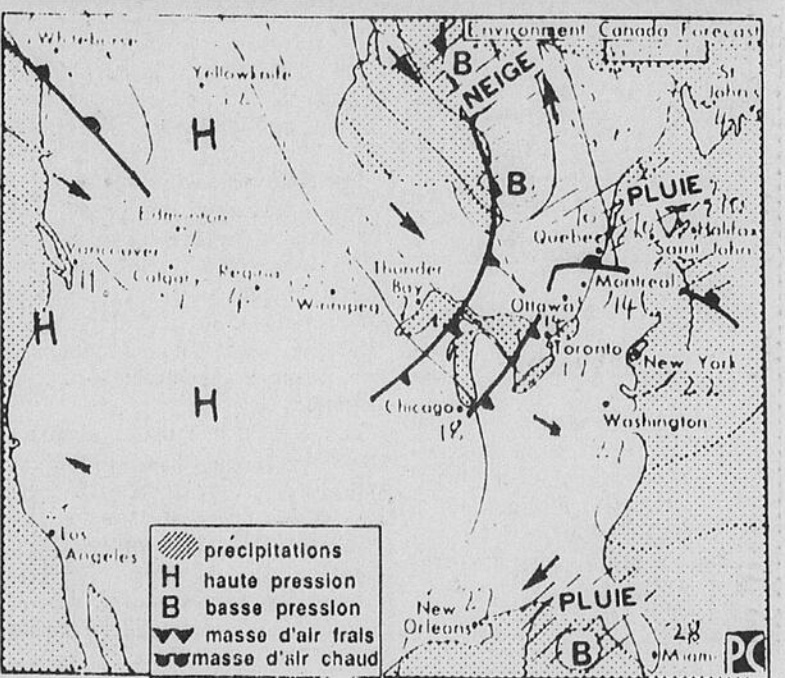 Environment Canada Forecast
Whitehorse
Yellowknife
B
NEIGE
St
John's
H
B
PLUIE
Edmonton
Quebec
Halifax
Saint John
Vancouver
11
Calgary
Regina
Winnipeg
Thunder
Bay
Ottawa
Montreal
14
H
Toronto
New York
22
H
Chicago
18
Washington
Los
Angeles
précipitations
H haute pression
B basse pression
masse d'air frais
masse d'air chaud
New
Orleans
PLUIE
B
28
Miami
PC